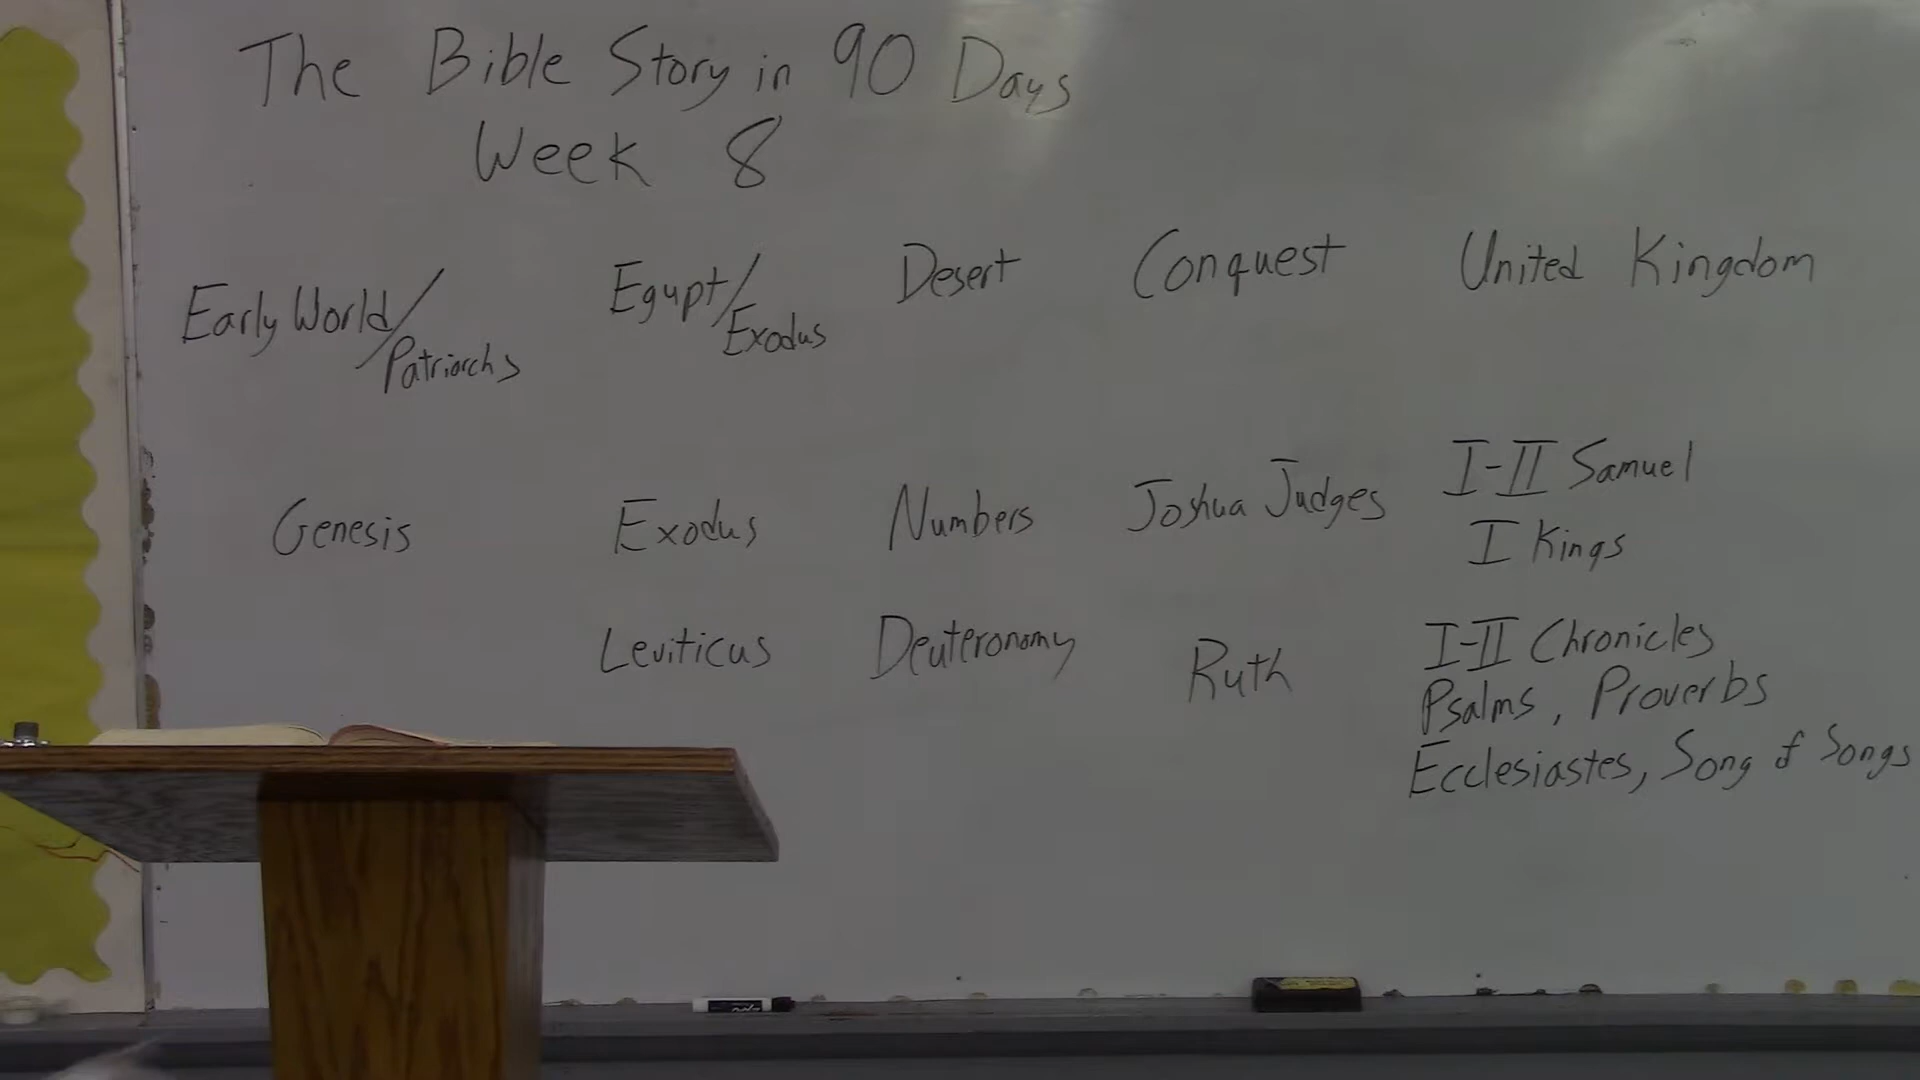 The Bible Story in 90 Days
Week 8
Early World/Patriarchs
Egypt/Exodus
Desert
Conquest
United Kingdom
Genesis
Exodus
Numbers
Joshua Judges
I-II Samuel
I Kings
Leviticus
Deuteronomy
Ruth
I-II Chronicles
Psalms, Proverbs
Ecclesiastes, Song of Songs